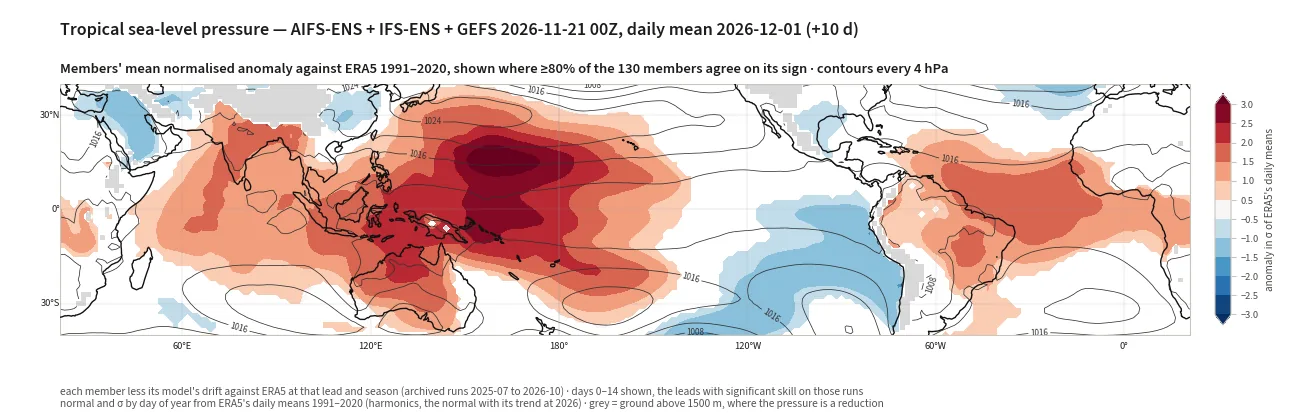 Tropical sea-level pressure — AIFS-ENS + IFS-ENS + GEFS 2026-11-21 00Z, daily mean 2026-12-01 (+10 d)
Members' mean normalised anomaly against ERA5 1991–2020, shown where ≥80% of the 130 members agree on its sign · contours every 4 hPa
1024
1016
1008
1016
30°N
1016
1024
1016
1016
0°
1016
1008
30°S
1016
1008
1016
1016
60°E
120°E
180°
120°W
60°W
0°
3.0
2.5
2.0
1.5
1.0
0.5
−0.5
−1.0
−1.5
−2.0
−2.5
−3.0
anomaly in σ of ERA5's daily means
each member less its model's drift against ERA5 at that lead and season (archived runs 2025-07 to 2026-10) · days 0–14 shown, the leads with significant skill on those runs
normal and σ by day of year from ERA5's daily means 1991–2020 (harmonics, the normal with its trend at 2026) · grey = ground above 1500 m, where the pressure is a reduction